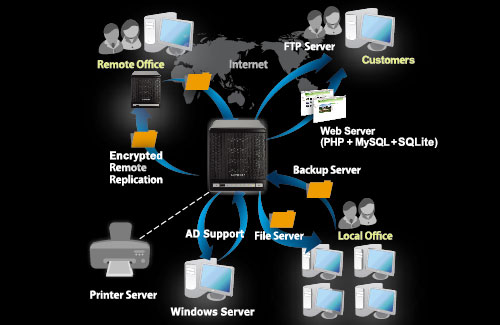 FTP Server
Remote Office
Internet
Customers
Web Server
(PHP + MySQL + SQLite)
Encrypted
Remote
Replication
Backup Server
AD Support
File Server
Local Office
Printer Server
Windows Server